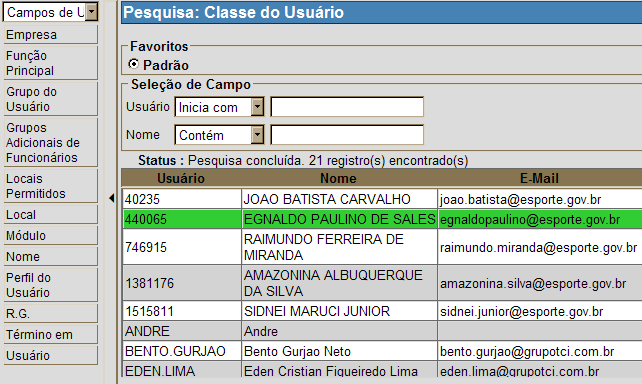 Campos de U
Empresa
Função
Principal
Grupo do
Usuário
Grupos
Adicionais de
Funcionários
Locais
Permitidos
Local
Módulo
Nome
Perfil do
Usuário
R.G.
Término em
Usuário
Pesquisa: Classe do Usuário
Favoritos
Padrão
Seleção de Campo
Usuário Inicia com
Nome Contém
Status : Pesquisa concluída. 21 registro(s) encontrado(s)
Usuário Nome E-Mail
40235 JOAO BATISTA CARVALHO joao.batista@esporte.gov.br
440065 EGNALDO PAULINO DE SALES egnaldopaulino@esporte.gov.br
746915 RAIMUNDO FERREIRA DE
MIRANDA raimundo.miranda@esporte.gov.br
1381176 AMAZONINA ALBUQUERQUE
DA SILVA amazonina.silva@esporte.gov.br
1515811 SIDNEI MARUCI JUNIOR sidnei.junior@esporte.gov.br
ANDRE Andre
BENTO.GURJAO Bento Gurjao Neto bento.gurjao@grupotci.com.br
EDEN.LIMA Eden Cristian Figueiredo Lima eden.lima@grupotci.com.br